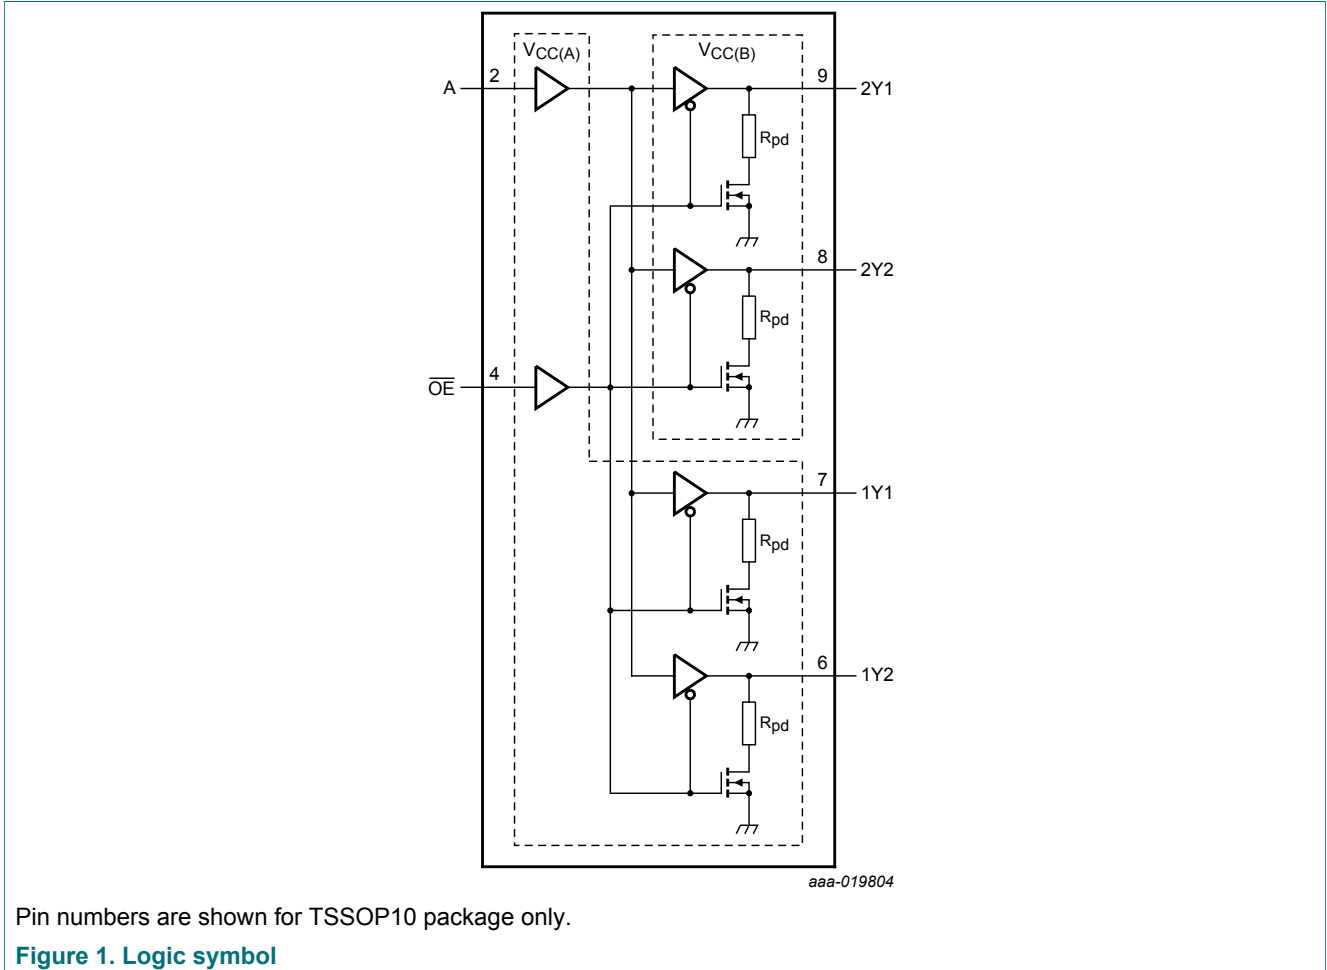 VCC(A) VCC(B)
A 2 9 2Y1
Rpd
8 2Y2
Rpd
OE 4
7 1Y1
Rpd
6 1Y2
Rpd
aaa-019804
Pin numbers are shown for TSSOP10 package only.
Figure 1. Logic symbol